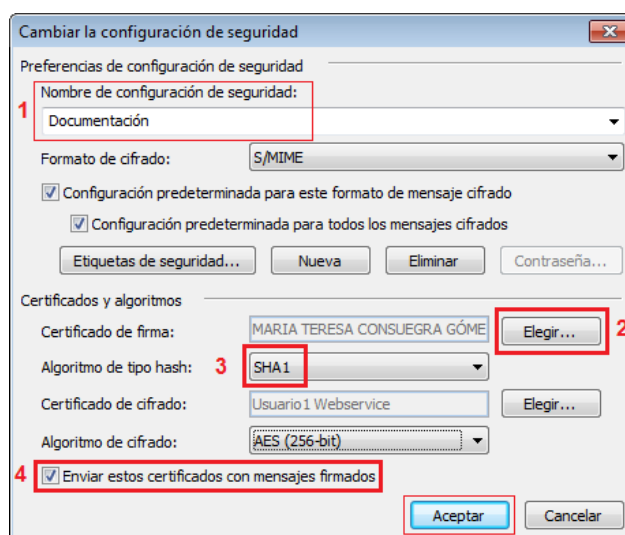 Cambiar la configuración de seguridad
Preferencias de configuración de seguridad
Nombre de configuración de seguridad:
1
Documentación
Formato de cifrado: S/MIME
Configuración predeterminada para este formato de mensaje cifrado
Configuración predeterminada para todos los mensajes cifrados
Etiquetas de seguridad... Nueva Eliminar Contraseña...
Certificados y algoritmos
Certificado de firma: MARIA TERESA CONSUEGRA GÓME Elegir... 2
Algoritmo de tipo hash: 3 SHA1
Certificado de cifrado: Usuario1 Webservice Elegir...
Algoritmo de cifrado: AES (256-bit)
4 Enviar estos certificados con mensajes firmados
Aceptar Cancelar